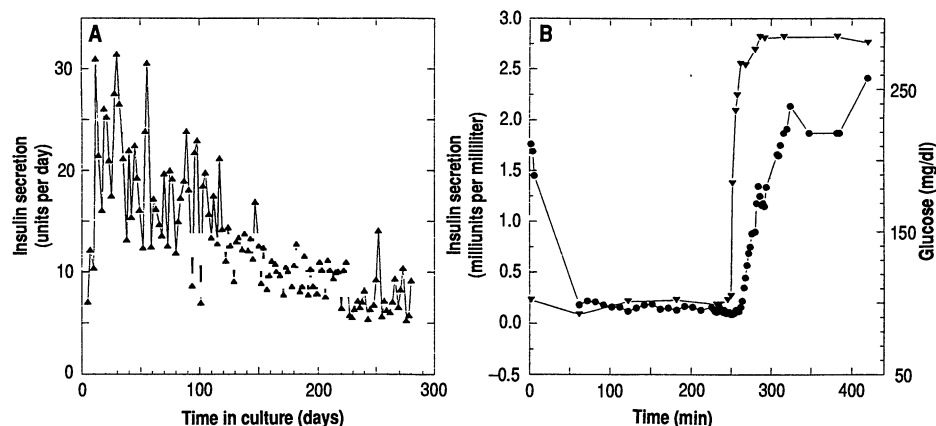 A
30
20
10
0
0
100
200
300
Insulin secretion
(units per day)
Time in culture (days)
B
3.0
2.5
2.0
1.5
1.0
0.5
0.0
–0.5
0
100
200
300
400
Insulin secretion
(milliunits per milliliter)
Time (min)
250
150
50
Glucose (mg/dl)